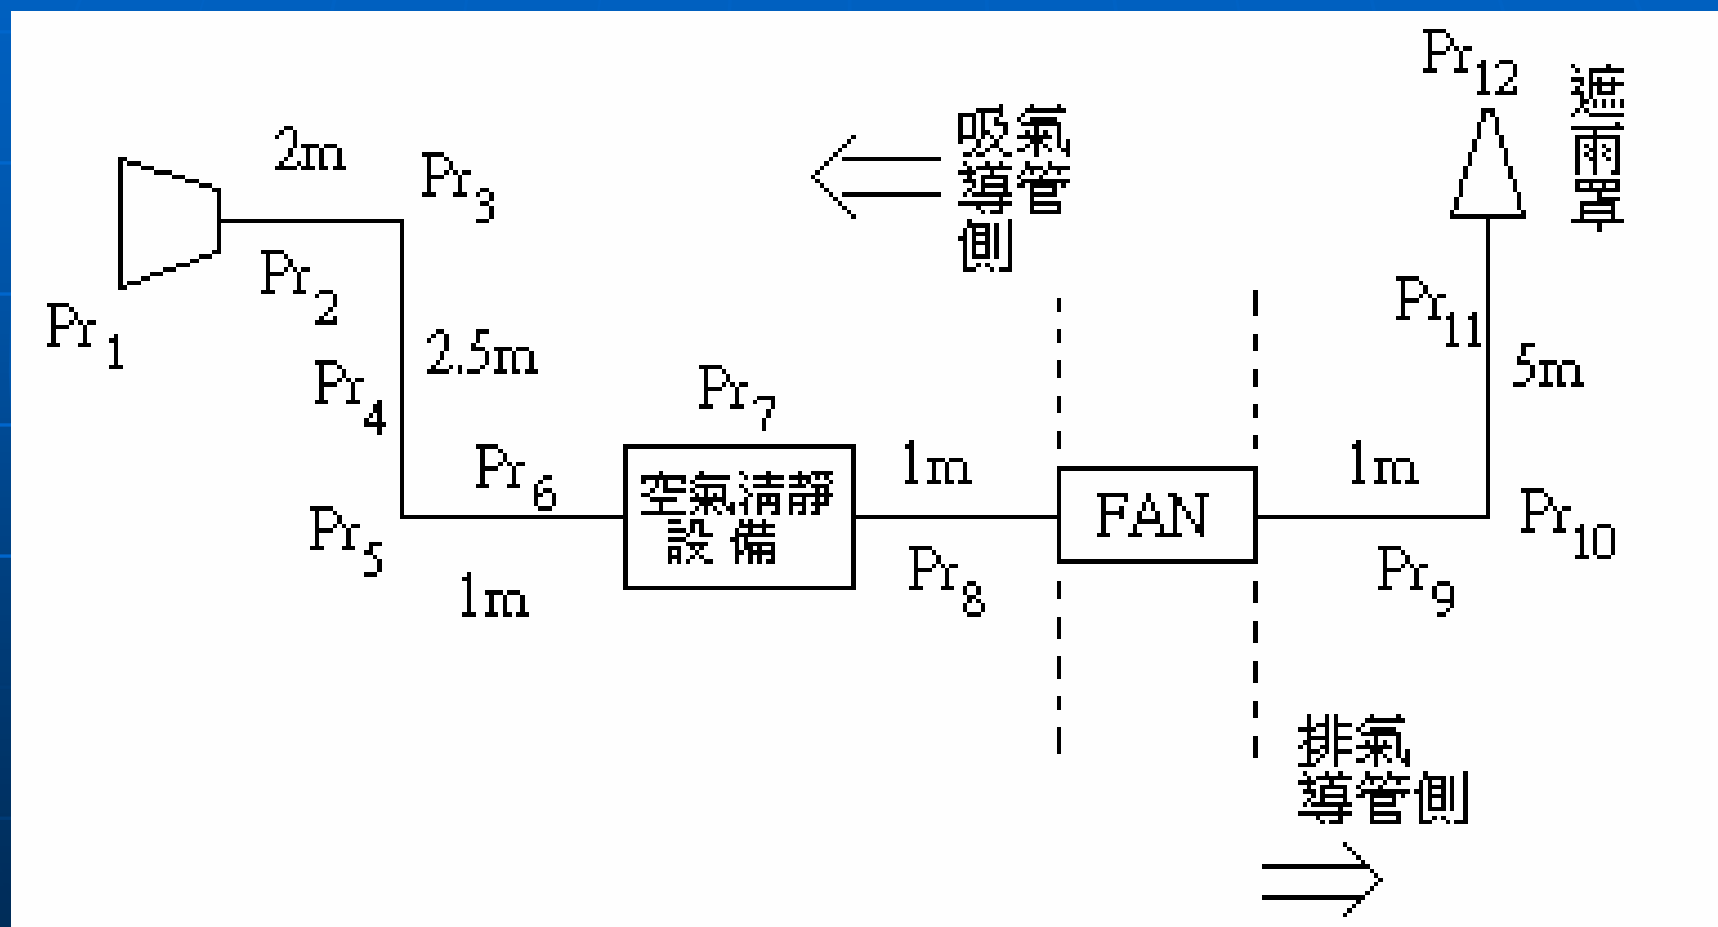 Pr12
遮雨罩
吸氣
導管
側
2m
Pr3
Pr2
Pr1
Pr11
2.5m
5m
Pr4
Pr7
Pr6
1m
1m
空氣清靜
設備
FAN
Pr5
Pr10
1m
Pr8
Pr9
排氣
導管側